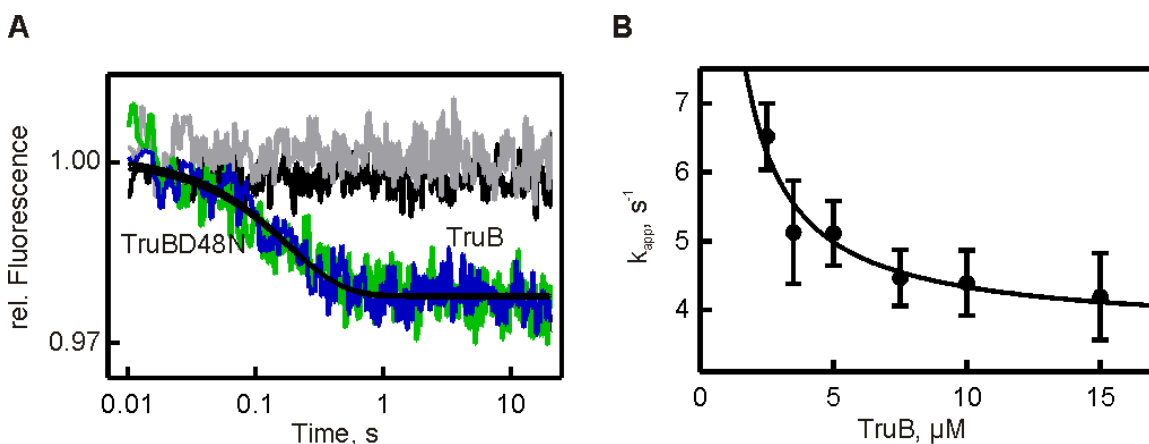 A
rel. Fluorescence
1.00
0.97
TruBD48N
TruB
0.01
0.1
1
10
Time, s
B
k_app, s⁻¹
7
6
5
4
0
5
10
15
TruB, µM